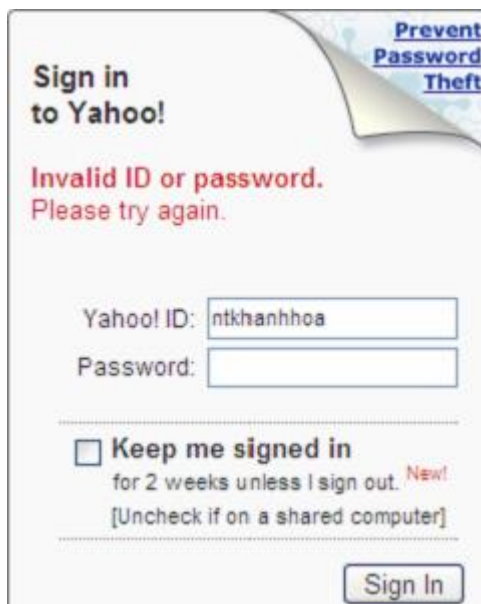 Prevent
Password
Theft
Sign in
to Yahoo!
Invalid ID or password.
Please try again.
Yahoo! ID: ntkhanhhoa
Password:
Keep me signed in
for 2 weeks unless I sign out. New!
[Uncheck if on a shared computer]
Sign In